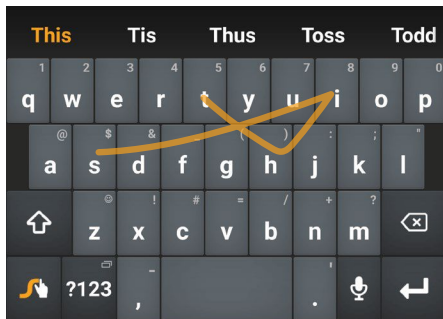 This Tis Thus Toss Todd
1 2 3 4 5 6 7 8 9 0
q w e r t y u i o p
@ $ & ( ) : ; "
a s d f g h j k l
! # = / + ?
z x c v b n m
- '
?123 , .